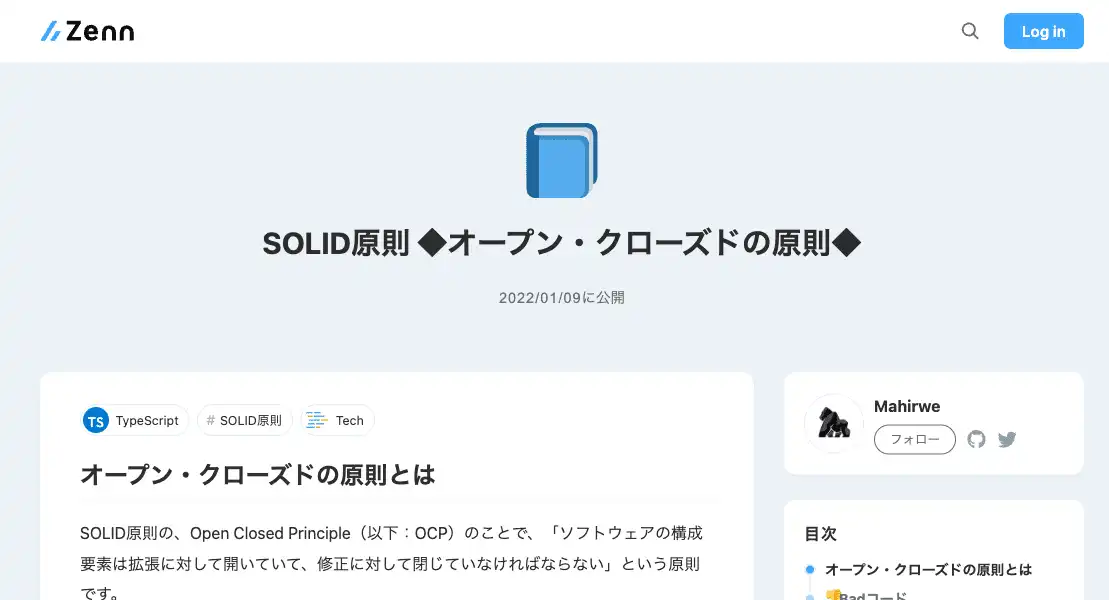 Zenn
Log in
SOLID原則 ◆オープン・クローズドの原則◆
2022/01/09に公開
TS TypeScript
# SOLID原則
Tech
オープン・クローズドの原則とは
SOLID原則の、Open Closed Principle（以下：OCP）のことで、「ソフトウェアの構成
要素は拡張に対して開いていて、修正に対して閉じていなければならない」という原則
です。
Mahirwe
フォロー
目次
オープン・クローズドの原則とは
Badコード